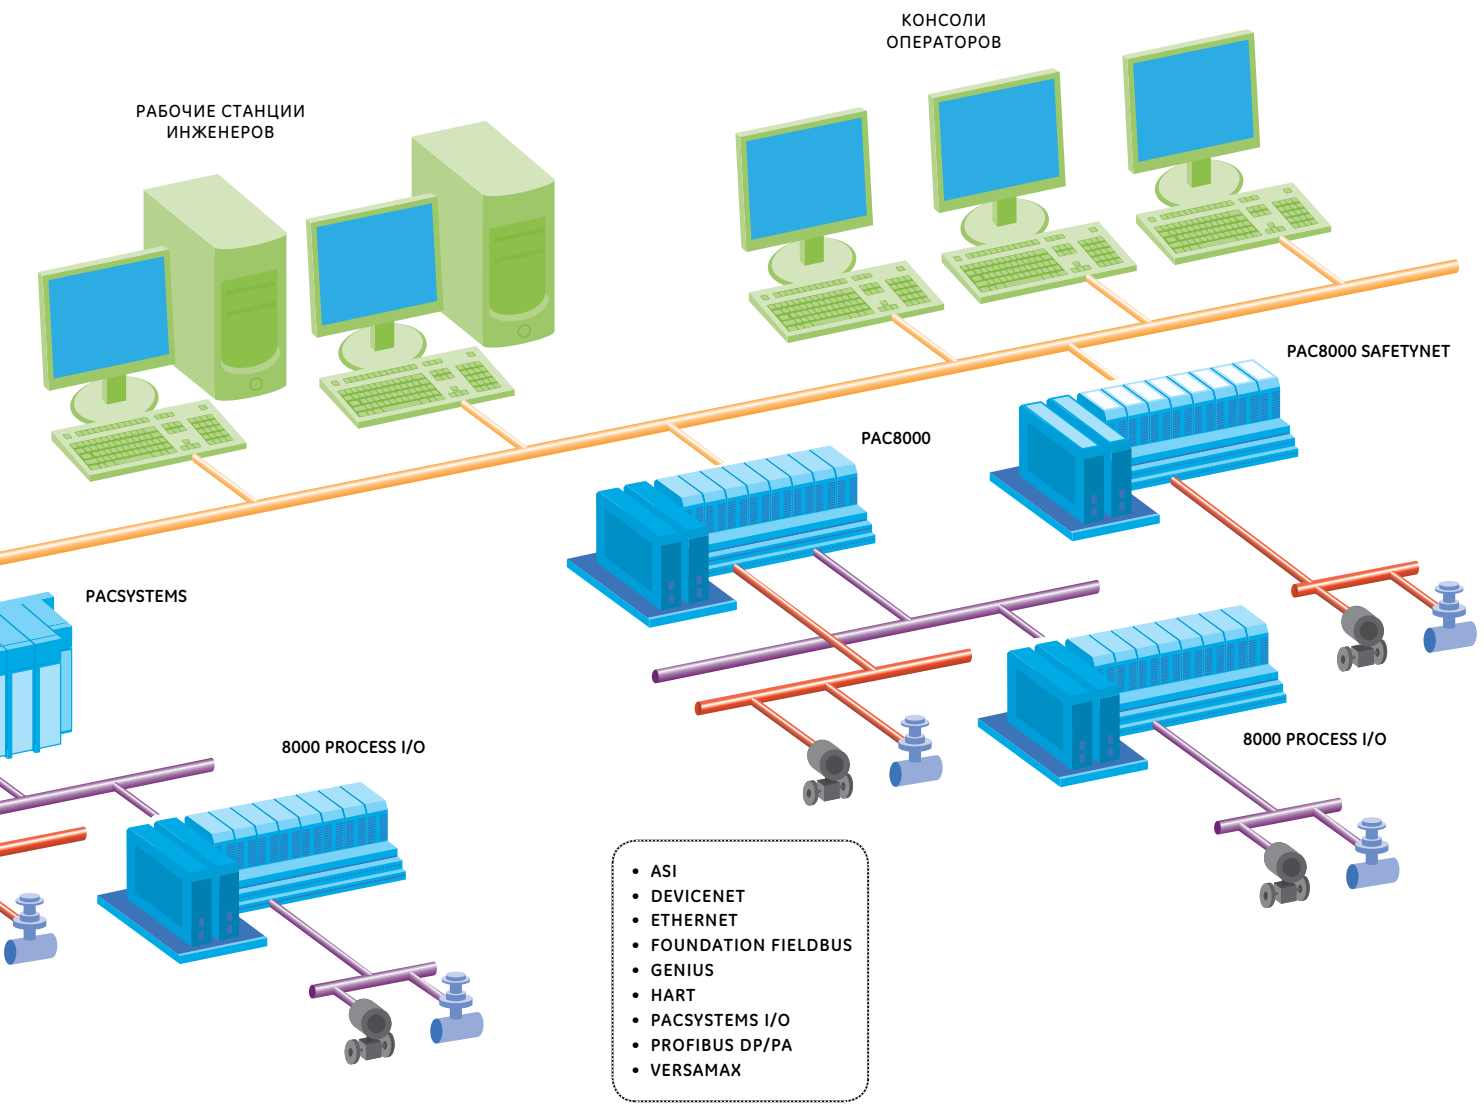 КОНСОЛИ
ОПЕРАТОРОВ
РАБОЧИЕ СТАНЦИИ
ИНЖЕНЕРОВ
PAC8000 SAFETYNET
PAC8000
PACSYSTEMS
8000 PROCESS I/O
8000 PROCESS I/O
• ASI
• DEVICENET
• ETHERNET
• FOUNDATION FIELDBUS
• GENIUS
• HART
• PACSYSTEMS I/O
• PROFIBUS DP/PA
• VERSAMAX